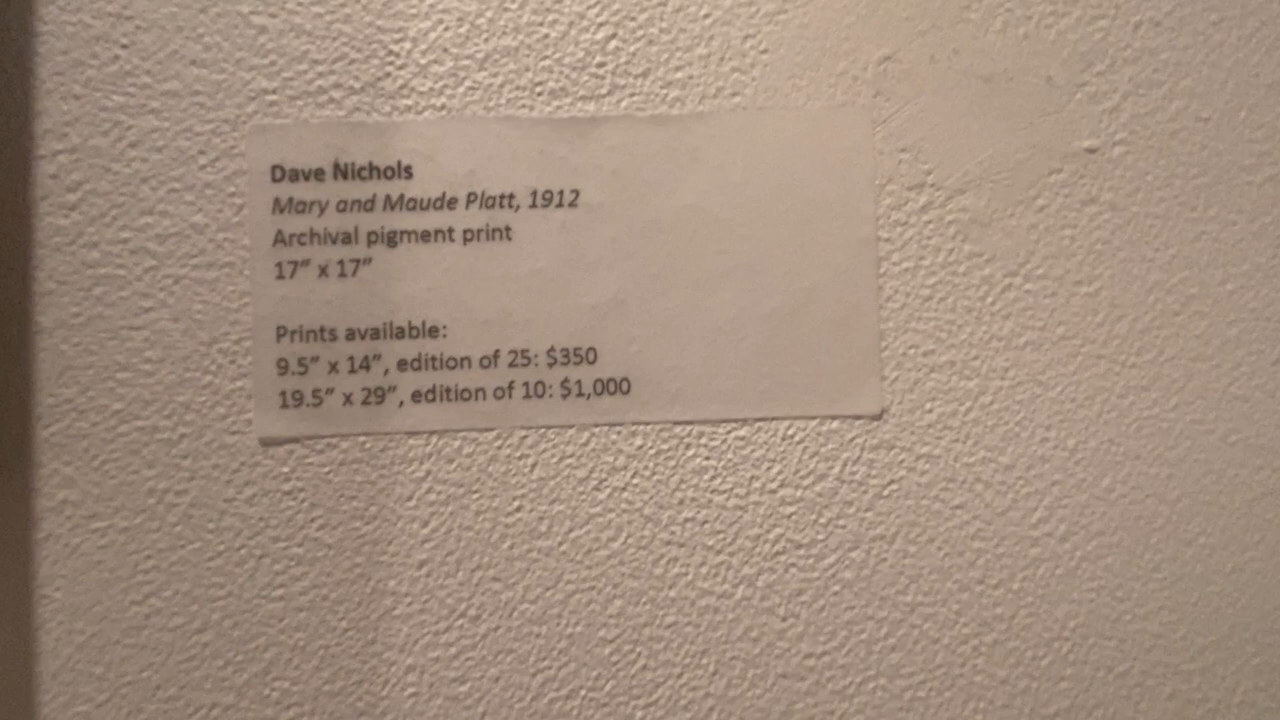 Dave Nichols
Mary and Maude Platt, 1912
Archival pigment print
17” x 17”
Prints available:
9.5” x 14”, edition of 25: $350
19.5” x 29”, edition of 10: $1,000